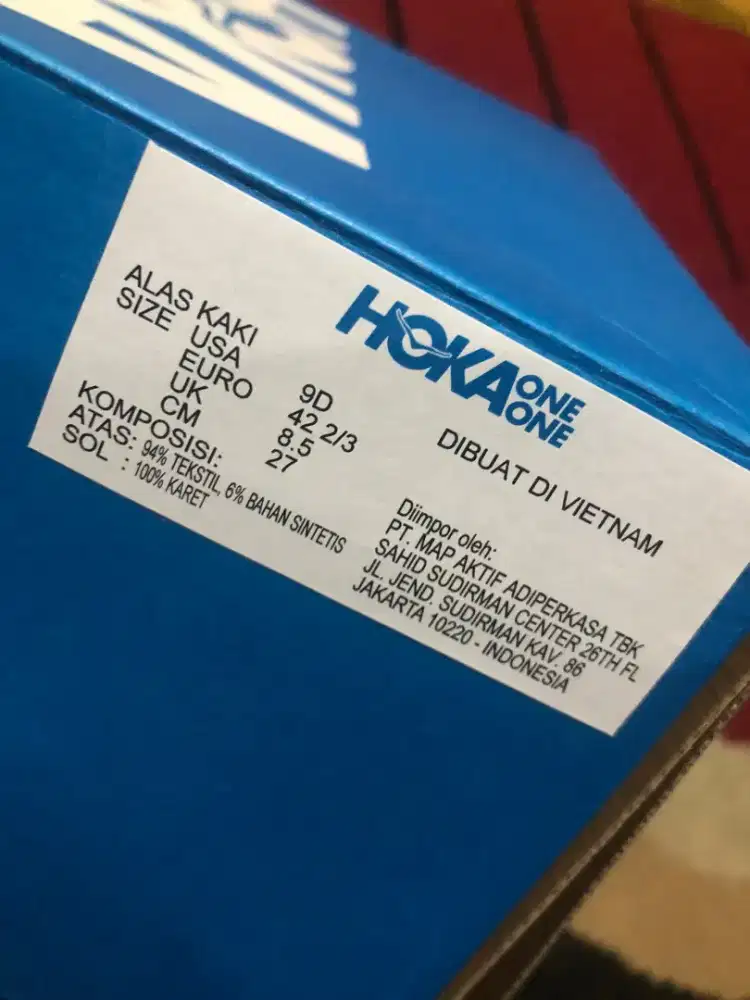 HOKA ONE ONE
ALAS KAKI
SIZE USA 9D
EURO 42 2/3
UK 8.5
CM 27
KOMPOSISI:
ATAS: 94% TEKSTIL, 6% BAHAN SINTETIS
SOL : 100% KARET
DIBUAT DI VIETNAM
Diimpor oleh:
PT. MAP AKTIF ADIPERKASA TBK
SAHID SUDIRMAN CENTER 26TH FL
JL. JEND. SUDIRMAN KAV. 86
JAKARTA 10220 - INDONESIA